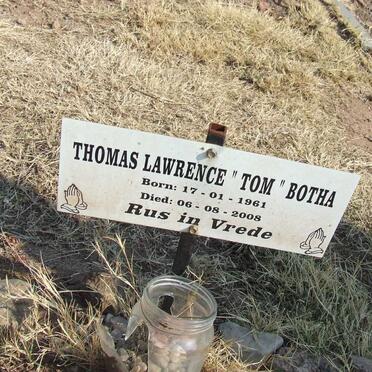 THOMAS LAWRENCE "TOM" BOTHA
Born: 17 - 01 - 1961
Died: 06 - 08 - 2008
Rus in Vrede